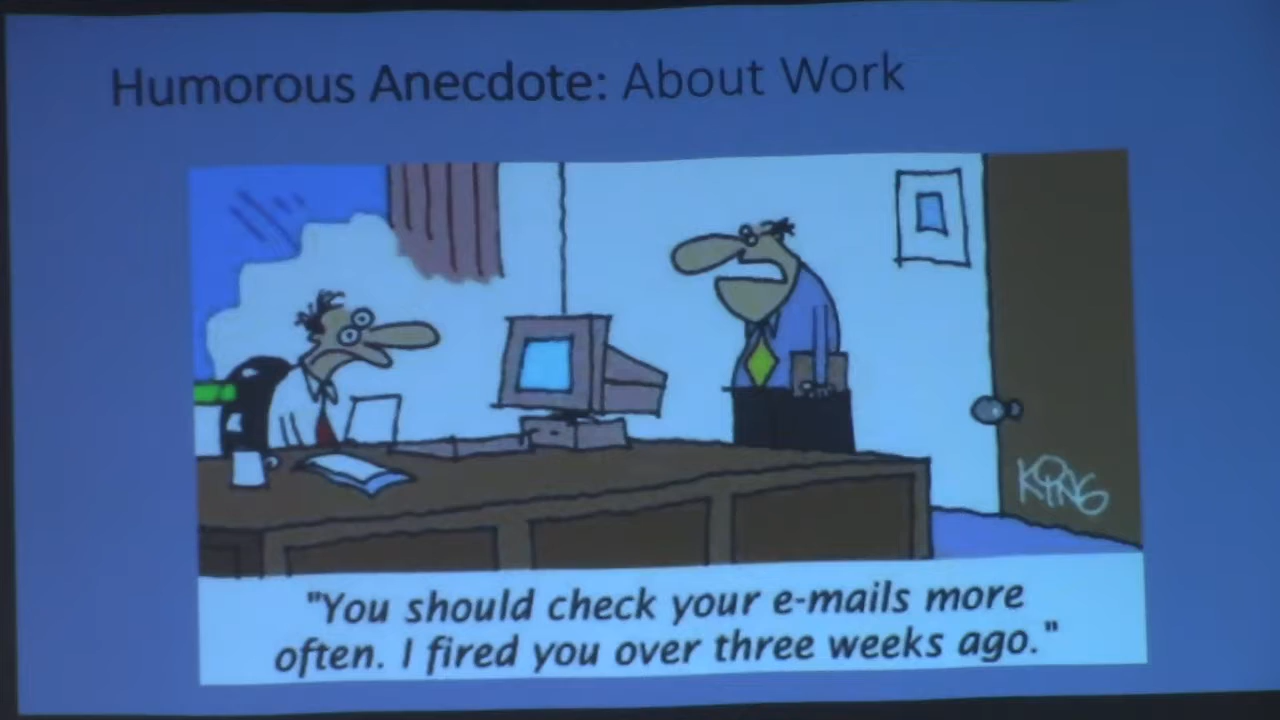 Humorous Anecdote: About Work
KING
"You should check your e-mails more
often. I fired you over three weeks ago."